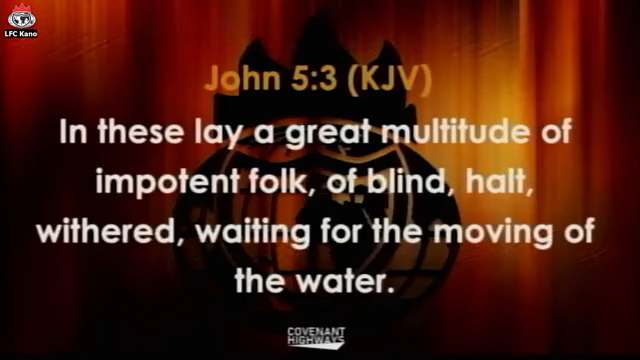 LFC Kano
John 5:3 (KJV)
In these lay a great multitude of
impotent folk, of blind, halt,
withered, waiting for the moving of
the water.
COVENANT
HIGHWAYS